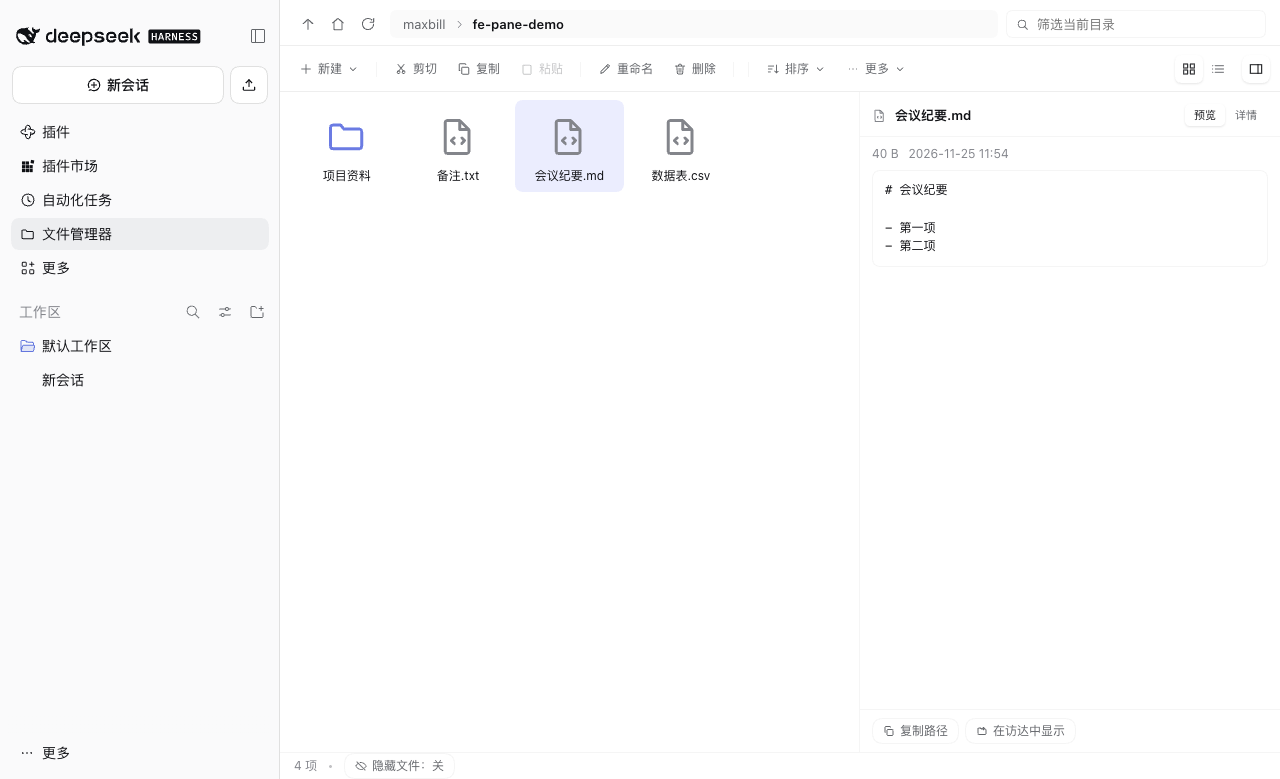 deepseek HARNESS
新会话
插件
插件市场
自动化任务
文件管理器
更多
工作区
默认工作区
新会话
更多
maxbill > fe-pane-demo
筛选当前目录
新建
剪切
复制
粘贴
重命名
删除
排序
更多
项目资料
备注.txt
会议纪要.md
数据表.csv
会议纪要.md
预览
详情
40 B 2026-11-25 11:54
# 会议纪要
- 第一项
- 第二项
复制路径
在访达中显示
4 项 •
隐藏文件：关